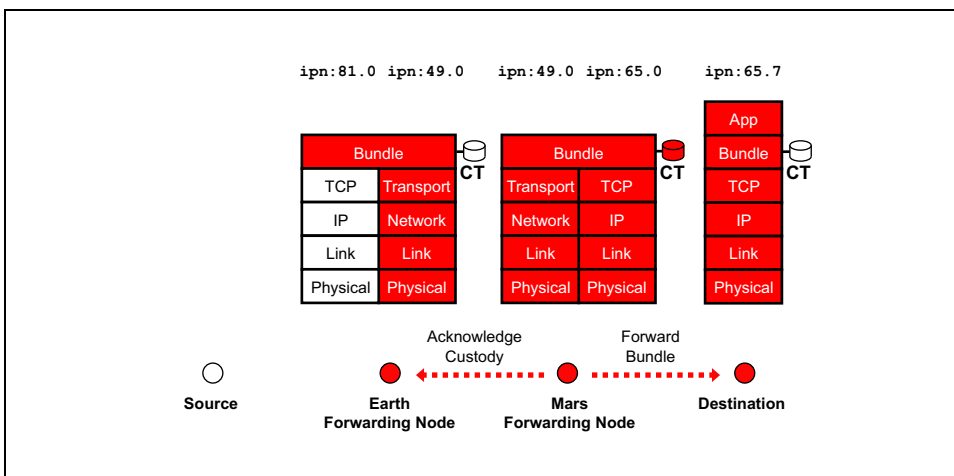 ipn:81.0 ipn:49.0 ipn:49.0 ipn:65.0 ipn:65.7
App
Bundle Bundle Bundle
CT CT CT
TCP Transport Transport TCP TCP
IP Network Network IP IP
Link Link Link Link Link
Physical Physical Physical Physical Physical
Acknowledge Forward
Custody Bundle
Source Earth Mars Destination
Forwarding Node Forwarding Node